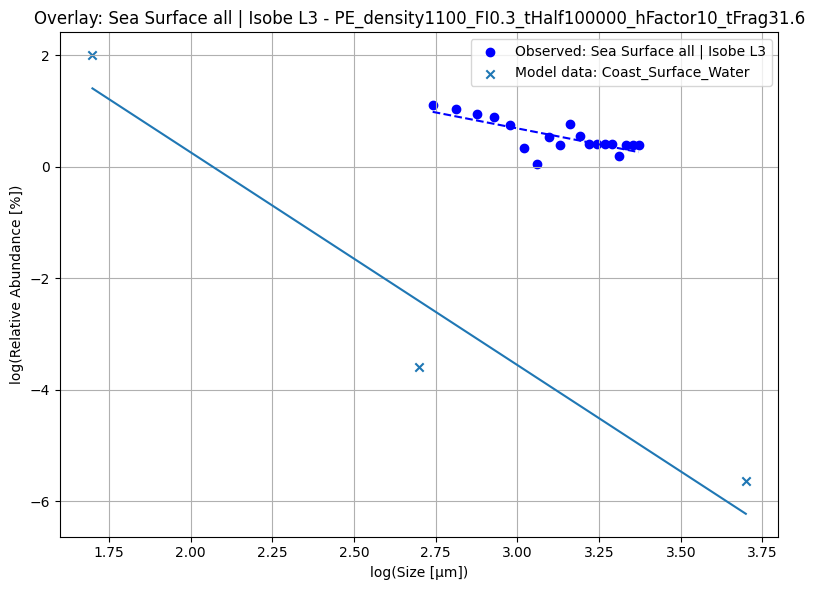 Overlay: Sea Surface all | Isobe L3 - PE_density1100_FI0.3_tHalf100000_hFactor10_tFrag31.6
Observed: Sea Surface all | Isobe L3
Model data: Coast_Surface_Water
log(Relative Abundance [%])
2
0
−2
−4
−6
1.75 2.00 2.25 2.50 2.75 3.00 3.25 3.50 3.75
log(Size [µm])